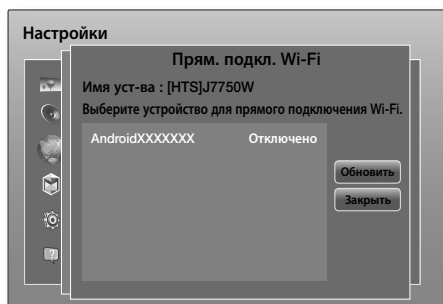 Настройки
Прям. подкл. Wi-Fi
Имя уст-ва : [HTS]J7750W
Выберите устройство для прямого подключения Wi-Fi.
AndroidXXXXXXX Отключено
Обновить
Закрыть
?